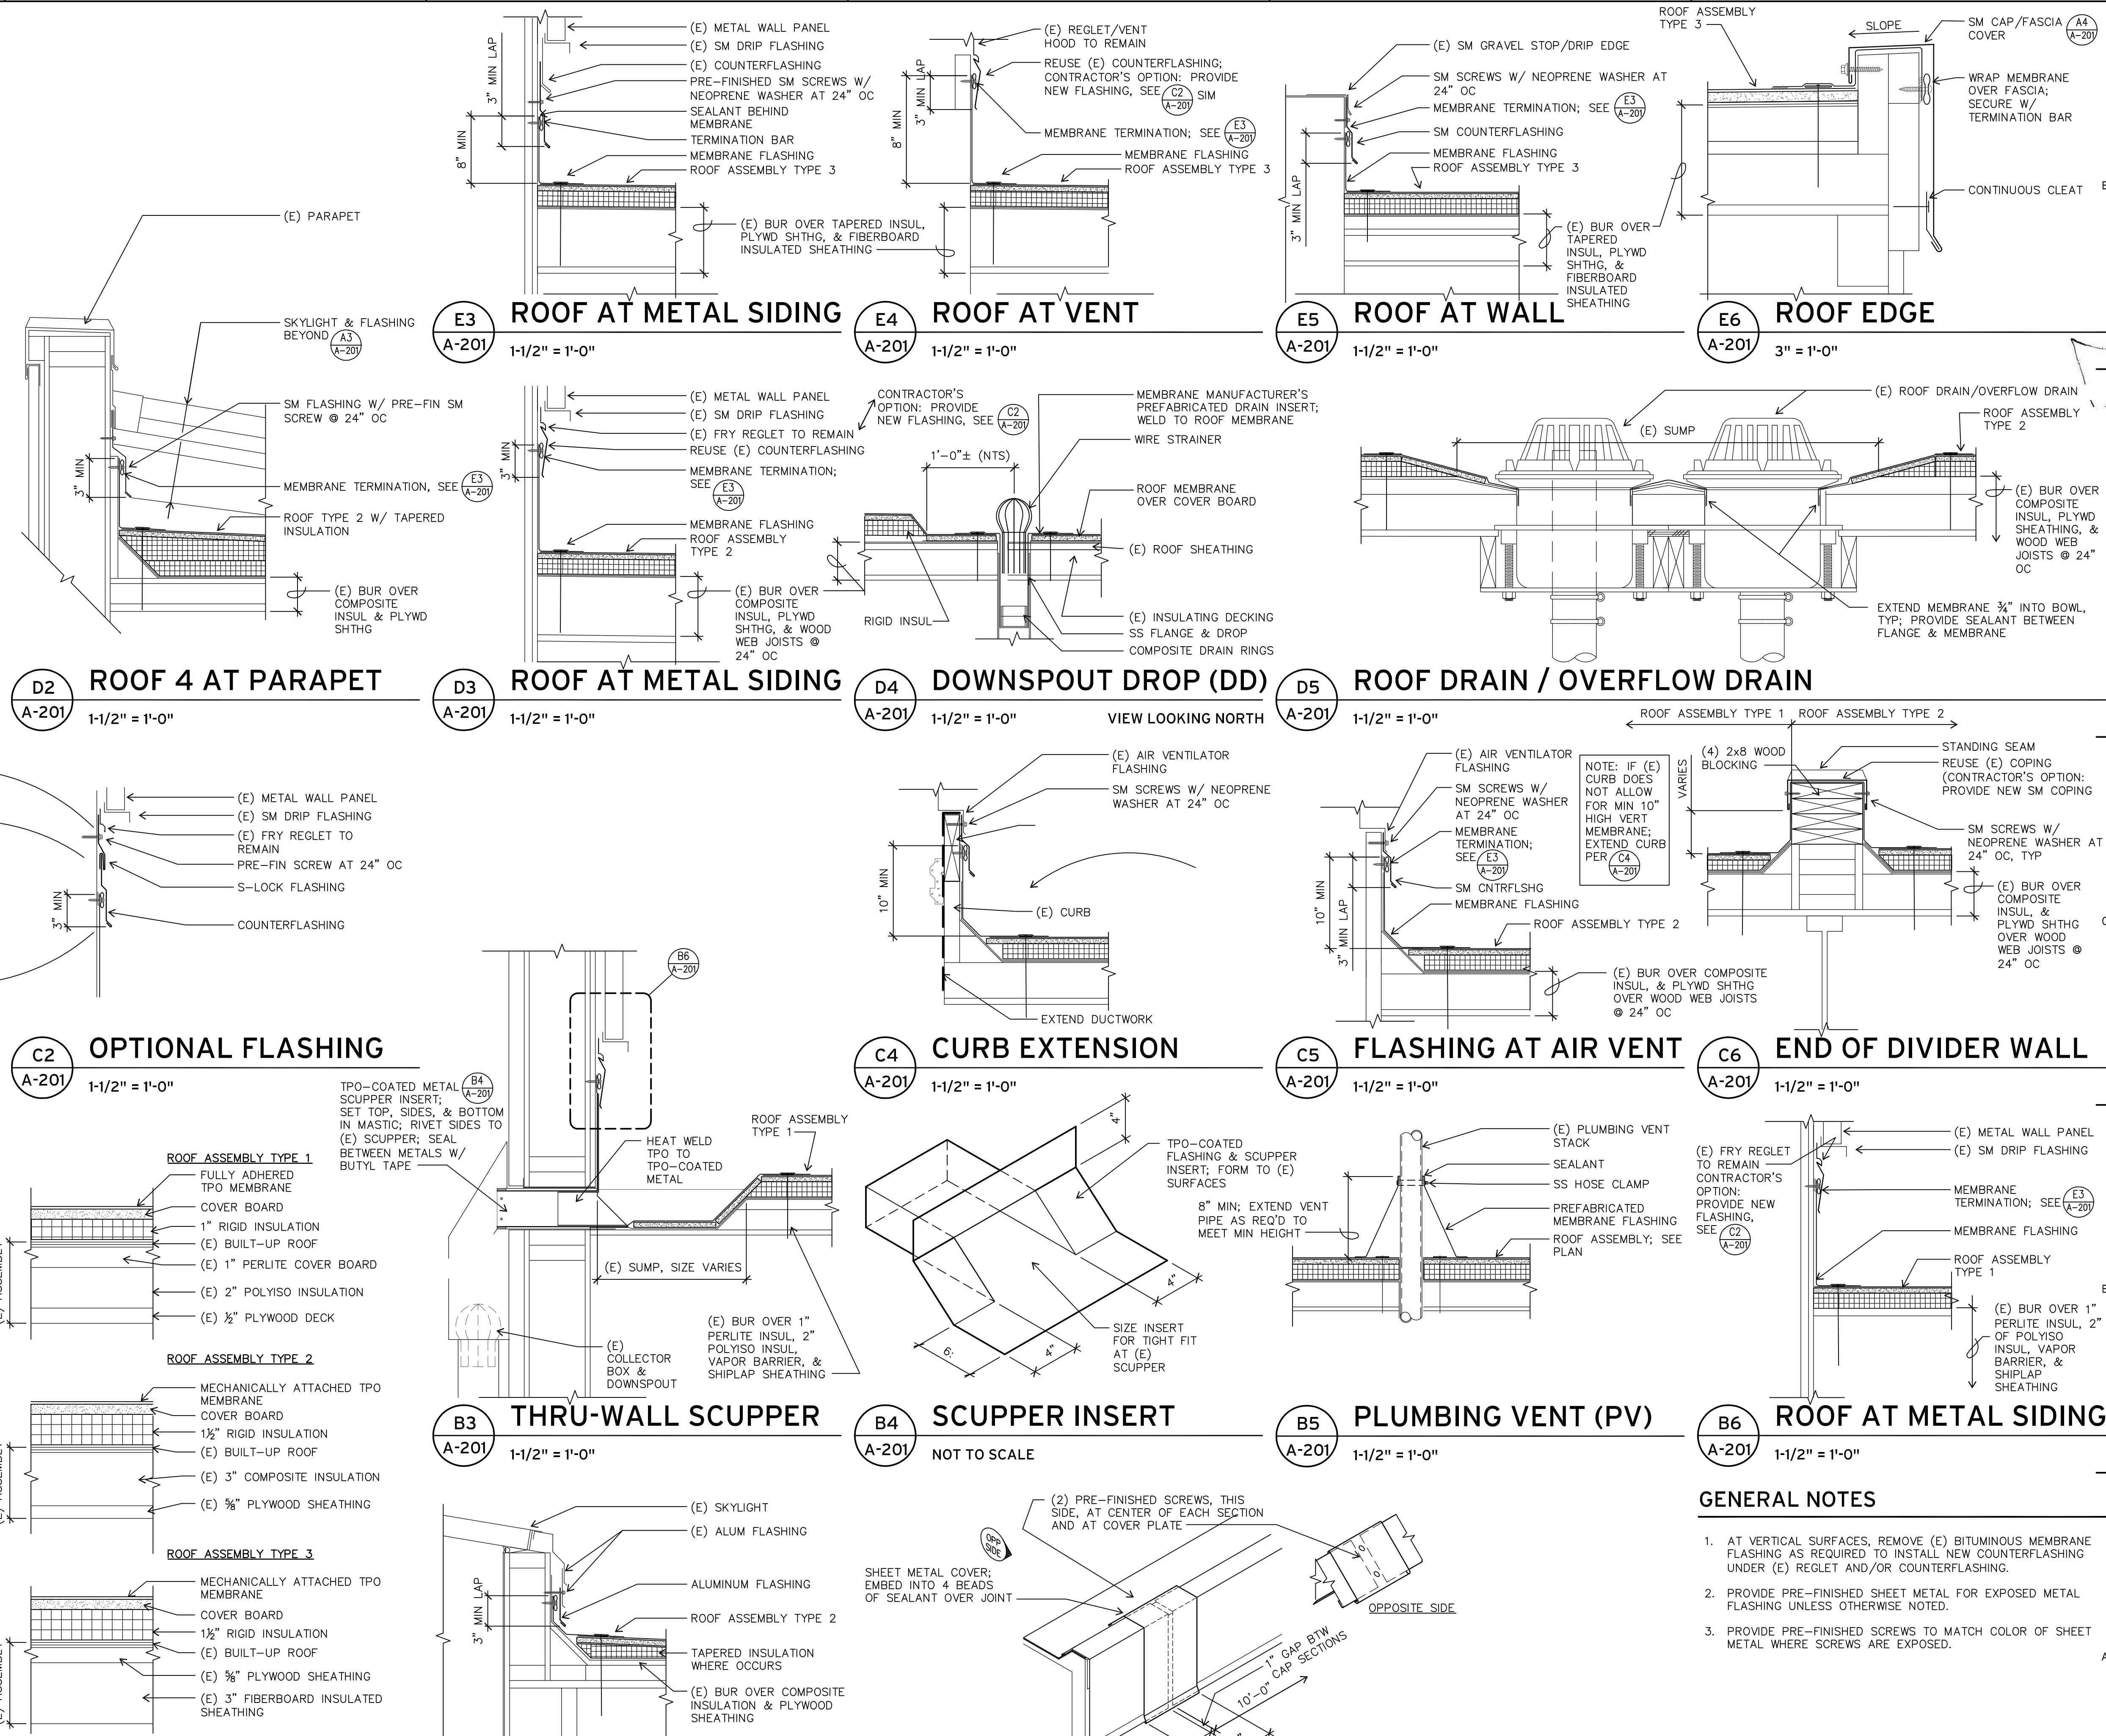 (E) METAL WALL PANEL
(E) SM DRIP FLASHING
(E) COUNTERFLASHING
PRE-FINISHED SM SCREWS W/
NEOPRENE WASHER AT 24" OC
SEALANT BEHIND
MEMBRANE
TERMINATION BAR
MEMBRANE FLASHING
ROOF ASSEMBLY TYPE 3
3" MIN LAP
8" MIN
(E) BUR OVER TAPERED INSUL,
PLYWD SHTHG, & FIBERBOARD
INSULATED SHEATHING
E3
A-201
ROOF AT METAL SIDING
1-1/2" = 1'-0"
(E) REGLET/VENT
HOOD TO REMAIN
REUSE (E) COUNTERFLASHING;
CONTRACTOR'S OPTION: PROVIDE
NEW FLASHING, SEE C2 SIM
A-201
MEMBRANE TERMINATION; SEE E3
A-201
MEMBRANE FLASHING
ROOF ASSEMBLY TYPE 3
8" MIN
3" MIN LAP
E4
A-201
ROOF AT VENT
1-1/2" = 1'-0"
(E) SM GRAVEL STOP/DRIP EDGE
SM SCREWS W/ NEOPRENE WASHER AT
24" OC
MEMBRANE TERMINATION; SEE E3
A-201
SM COUNTERFLASHING
MEMBRANE FLASHING
ROOF ASSEMBLY TYPE 3
3" MIN LAP
(E) BUR OVER
TAPERED
INSUL, PLYWD
SHTHG, &
FIBERBOARD
INSULATED
SHEATHING
E5
A-201
ROOF AT WALL
1-1/2" = 1'-0"
ROOF ASSEMBLY
TYPE 3
SLOPE
SM CAP/FASCIA A4
COVER A-201
WRAP MEMBRANE
OVER FASCIA;
SECURE W/
TERMINATION BAR
CONTINUOUS CLEAT
E6
A-201
ROOF EDGE
3" = 1'-0"
(E) PARAPET
SKYLIGHT & FLASHING
BEYOND A3
A-201
SM FLASHING W/ PRE-FIN SM
SCREW @ 24" OC
MEMBRANE TERMINATION, SEE E3
A-201
ROOF TYPE 2 W/ TAPERED
INSULATION
3" MIN
(E) BUR OVER
COMPOSITE
INSUL & PLYWD
SHTHG
D2
A-201
ROOF 4 AT PARAPET
1-1/2" = 1'-0"
(E) METAL WALL PANEL
(E) SM DRIP FLASHING
(E) FRY REGLET TO REMAIN
REUSE (E) COUNTERFLASHING
MEMBRANE TERMINATION;
SEE E3
A-201
MEMBRANE FLASHING
ROOF ASSEMBLY
TYPE 2
3" MIN
(E) BUR OVER
COMPOSITE
INSUL, PLYWD
SHTHG, & WOOD
WEB JOISTS @
24" OC
D3
A-201
ROOF AT METAL SIDING
1-1/2" = 1'-0"
CONTRACTOR'S
OPTION: PROVIDE
NEW FLASHING, SEE C2
A-201
MEMBRANE MANUFACTURER'S
PREFABRICATED DRAIN INSERT;
WELD TO ROOF MEMBRANE
WIRE STRAINER
1'-0"± (NTS)
ROOF MEMBRANE
OVER COVER BOARD
(E) ROOF SHEATHING
RIGID INSUL
(E) INSULATING DECKING
SS FLANGE & DROP
COMPOSITE DRAIN RINGS
D4
A-201
DOWNSPOUT DROP (DD)
1-1/2" = 1'-0"
VIEW LOOKING NORTH
(E) ROOF DRAIN/OVERFLOW DRAIN
ROOF ASSEMBLY
TYPE 2
(E) SUMP
(E) BUR OVER
COMPOSITE
INSUL, PLYWD
SHEATHING, &
WOOD WEB
JOISTS @ 24"
OC
EXTEND MEMBRANE ¾" INTO BOWL,
TYP; PROVIDE SEALANT BETWEEN
FLANGE & MEMBRANE
D5
A-201
ROOF DRAIN / OVERFLOW DRAIN
1-1/2" = 1'-0"
(E) METAL WALL PANEL
(E) SM DRIP FLASHING
(E) FRY REGLET TO
REMAIN
PRE-FIN SCREW AT 24" OC
S-LOCK FLASHING
COUNTERFLASHING
3" MIN
C2
A-201
OPTIONAL FLASHING
1-1/2" = 1'-0"
(E) AIR VENTILATOR
FLASHING
SM SCREWS W/ NEOPRENE
WASHER AT 24" OC
10" MIN
(E) CURB
EXTEND DUCTWORK
C4
A-201
CURB EXTENSION
1-1/2" = 1'-0"
(E) AIR VENTILATOR
FLASHING
SM SCREWS W/
NEOPRENE WASHER
AT 24" OC
MEMBRANE
TERMINATION;
SEE E3
A-201
SM CNTRFLSHG
MEMBRANE FLASHING
ROOF ASSEMBLY TYPE 2
10" MIN
3" MIN LAP
NOTE: IF (E)
CURB DOES
NOT ALLOW
FOR MIN 10"
HIGH VERT
MEMBRANE;
EXTEND CURB
PER C4
A-201
(E) BUR OVER COMPOSITE
INSUL, & PLYWD SHTHG
OVER WOOD WEB JOISTS
@ 24" OC
C5
A-201
FLASHING AT AIR VENT
1-1/2" = 1'-0"
ROOF ASSEMBLY TYPE 1
ROOF ASSEMBLY TYPE 2
(4) 2x8 WOOD
BLOCKING
VARIES
STANDING SEAM
REUSE (E) COPING
(CONTRACTOR'S OPTION:
PROVIDE NEW SM COPING
SM SCREWS W/
NEOPRENE WASHER AT
24" OC, TYP
(E) BUR OVER
COMPOSITE
INSUL, &
PLYWD SHTHG
OVER WOOD
WEB JOISTS @
24" OC
C6
A-201
END OF DIVIDER WALL
1-1/2" = 1'-0"
ROOF ASSEMBLY TYPE 1
FULLY ADHERED
TPO MEMBRANE
COVER BOARD
1" RIGID INSULATION
(E) BUILT-UP ROOF
(E) 1" PERLITE COVER BOARD
(E) 2" POLYISO INSULATION
(E) ½" PLYWOOD DECK
ROOF ASSEMBLY TYPE 2
MECHANICALLY ATTACHED TPO
MEMBRANE
COVER BOARD
1½" RIGID INSULATION
(E) BUILT-UP ROOF
(E) 3" COMPOSITE INSULATION
(E) ⅝" PLYWOOD SHEATHING
ROOF ASSEMBLY TYPE 3
MECHANICALLY ATTACHED TPO
MEMBRANE
COVER BOARD
1½" RIGID INSULATION
(E) BUILT-UP ROOF
(E) ⅝" PLYWOOD SHEATHING
(E) 3" FIBERBOARD INSULATED
SHEATHING
B6
A-201
TPO-COATED METAL B4
SCUPPER INSERT; A-201
SET TOP, SIDES, & BOTTOM
IN MASTIC; RIVET SIDES TO
(E) SCUPPER; SEAL
BETWEEN METALS W/
BUTYL TAPE
HEAT WELD
TPO TO
TPO-COATED
METAL
ROOF ASSEMBLY
TYPE 1
(E) SUMP, SIZE VARIES
(E)
COLLECTOR
BOX &
DOWNSPOUT
(E) BUR OVER 1"
PERLITE INSUL, 2"
POLYISO INSUL,
VAPOR BARRIER, &
SHIPLAP SHEATHING
B3
A-201
THRU-WALL SCUPPER
1-1/2" = 1'-0"
4"
TPO-COATED
FLASHING & SCUPPER
INSERT; FORM TO (E)
SURFACES
4"
SIZE INSERT
FOR TIGHT FIT
AT (E)
SCUPPER
6:
4"
B4
A-201
SCUPPER INSERT
NOT TO SCALE
(E) PLUMBING VENT
STACK
SEALANT
SS HOSE CLAMP
8" MIN; EXTEND VENT
PIPE AS REQ'D TO
MEET MIN HEIGHT
PREFABRICATED
MEMBRANE FLASHING
ROOF ASSEMBLY; SEE
PLAN
B5
A-201
PLUMBING VENT (PV)
1-1/2" = 1'-0"
(E) FRY REGLET
TO REMAIN
CONTRACTOR'S
OPTION:
PROVIDE NEW
FLASHING,
SEE C2
A-201
(E) METAL WALL PANEL
(E) SM DRIP FLASHING
MEMBRANE
TERMINATION; SEE E3
A-201
MEMBRANE FLASHING
ROOF ASSEMBLY
TYPE 1
(E) BUR OVER 1"
PERLITE INSUL, 2"
OF POLYISO
INSUL, VAPOR
BARRIER, &
SHIPLAP
SHEATHING
B6
A-201
ROOF AT METAL SIDING
1-1/2" = 1'-0"
(E) SKYLIGHT
(E) ALUM FLASHING
ALUMINUM FLASHING
ROOF ASSEMBLY TYPE 2
TAPERED INSULATION
WHERE OCCURS
(E) BUR OVER COMPOSITE
INSULATION & PLYWOOD
SHEATHING
3" MIN LAP
(2) PRE-FINISHED SCREWS, THIS
SIDE, AT CENTER OF EACH SECTION
AND AT COVER PLATE
OPP
SIDE
SHEET METAL COVER;
EMBED INTO 4 BEADS
OF SEALANT OVER JOINT
OPPOSITE SIDE
1" GAP BTW
CAP SECTIONS
10'-0"
GENERAL NOTES
1. AT VERTICAL SURFACES, REMOVE (E) BITUMINOUS MEMBRANE
FLASHING AS REQUIRED TO INSTALL NEW COUNTERFLASHING
UNDER (E) REGLET AND/OR COUNTERFLASHING.
2. PROVIDE PRE-FINISHED SHEET METAL FOR EXPOSED METAL
FLASHING UNLESS OTHERWISE NOTED.
3. PROVIDE PRE-FINISHED SCREWS TO MATCH COLOR OF SHEET
METAL WHERE SCREWS ARE EXPOSED.